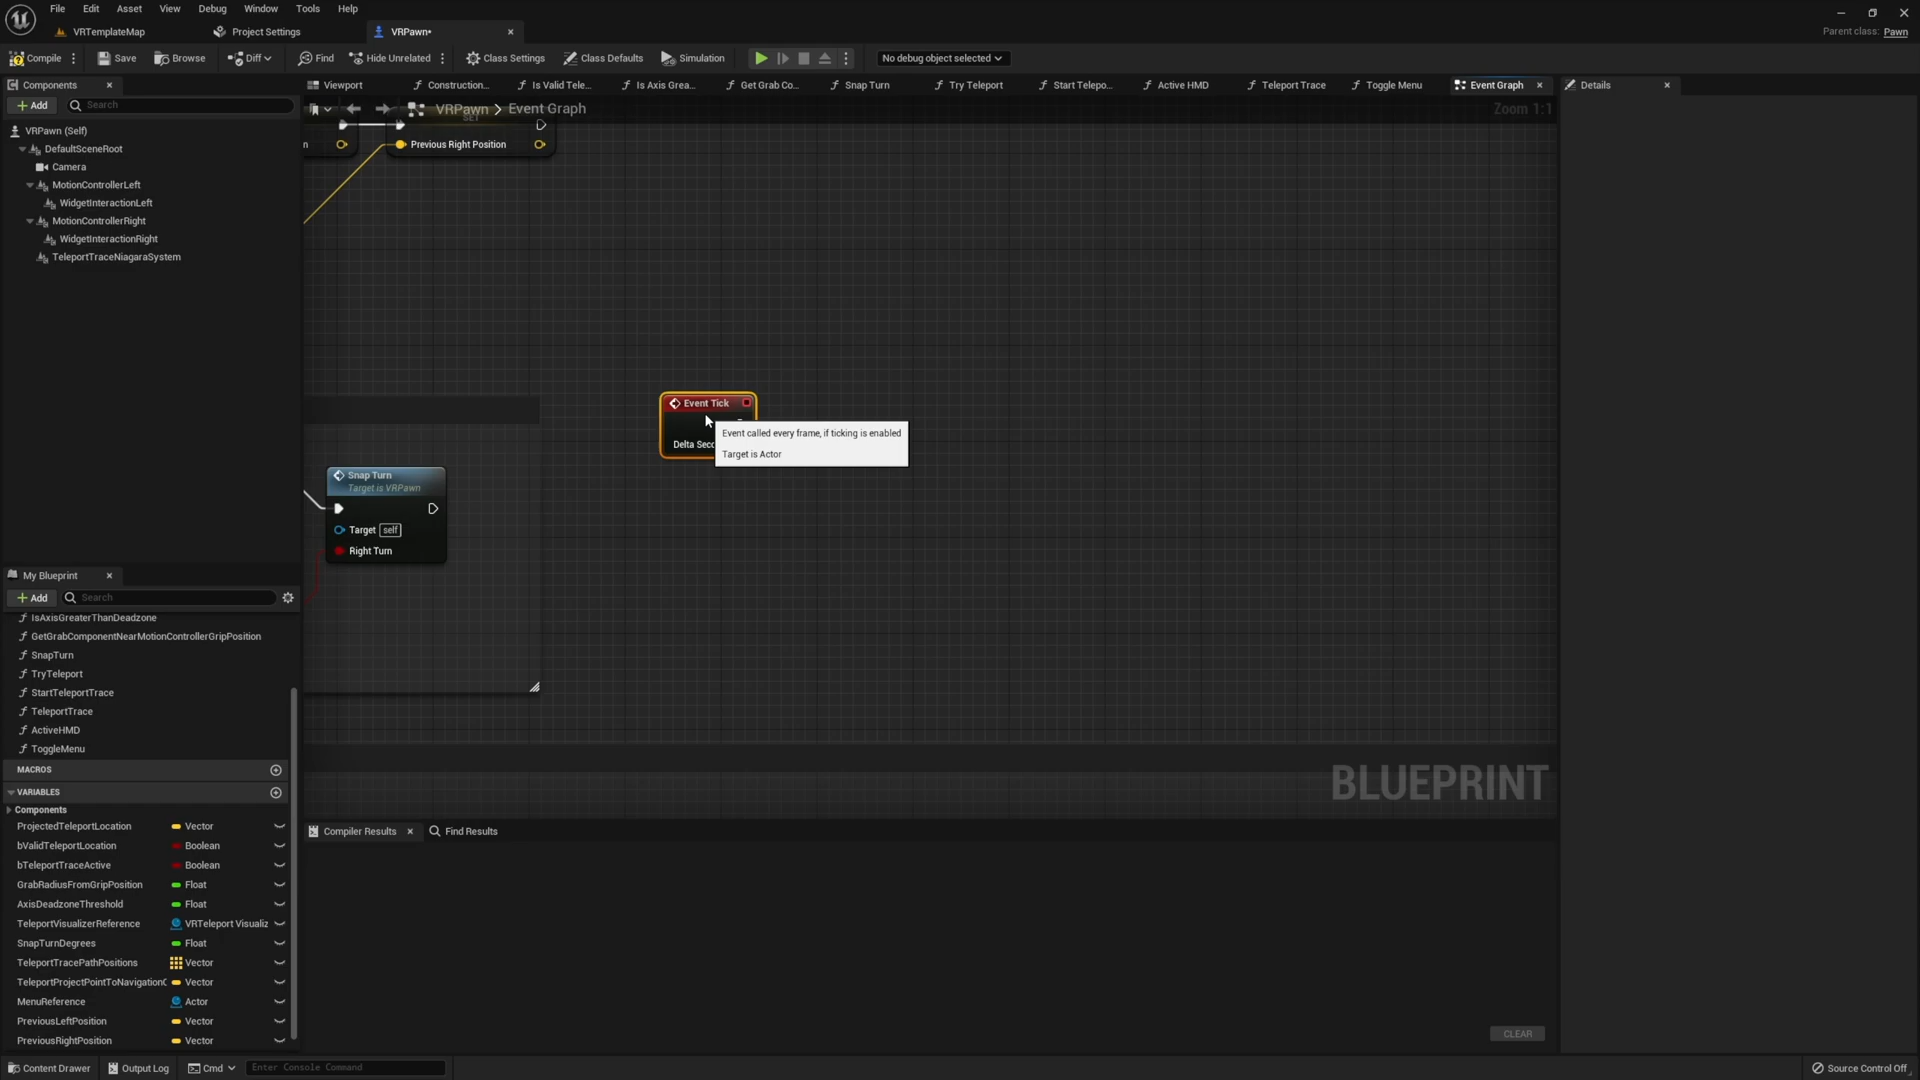 File Edit Asset View Debug Window Tools Help
VRTemplateMap Project Settings VRPawn•
Parent class: Pawn
Compile Save Browse Diff Find Hide Unrelated Class Settings Class Defaults Simulation No debug object selected
Components
Viewport Construction... Is Valid Tele... Is Axis Grea... Get Grab Co... Snap Turn Try Teleport Start Telepo... Active HMD Teleport Trace Toggle Menu Event Graph Details
+ Add Search
VRPawn > Event Graph
Zoom 1:1
SET
n
Previous Right Position
VRPawn (Self)
DefaultSceneRoot
Camera
MotionControllerLeft
WidgetInteractionLeft
MotionControllerRight
WidgetInteractionRight
TeleportTraceNiagaraSystem
Event Tick
Delta Seco
Event called every frame, if ticking is enabled
Target is Actor
Snap Turn
Target is VRPawn
Target self
Right Turn
My Blueprint
+ Add Search
IsAxisGreaterThanDeadzone
GetGrabComponentNearMotionControllerGripPosition
SnapTurn
TryTeleport
StartTeleportTrace
TeleportTrace
ActiveHMD
ToggleMenu
MACROS
VARIABLES
Components
ProjectedTeleportLocation Vector
bValidTeleportLocation Boolean
bTeleportTraceActive Boolean
GrabRadiusFromGripPosition Float
AxisDeadzoneThreshold Float
TeleportVisualizerReference VRTeleport Visualiz
SnapTurnDegrees Float
TeleportTracePathPositions Vector
TeleportProjectPointToNavigationQ Vector
MenuReference Actor
PreviousLeftPosition Vector
PreviousRightPosition Vector
BLUEPRINT
Compiler Results Find Results
CLEAR
Content Drawer Output Log Cmd Enter Console Command Source Control Off